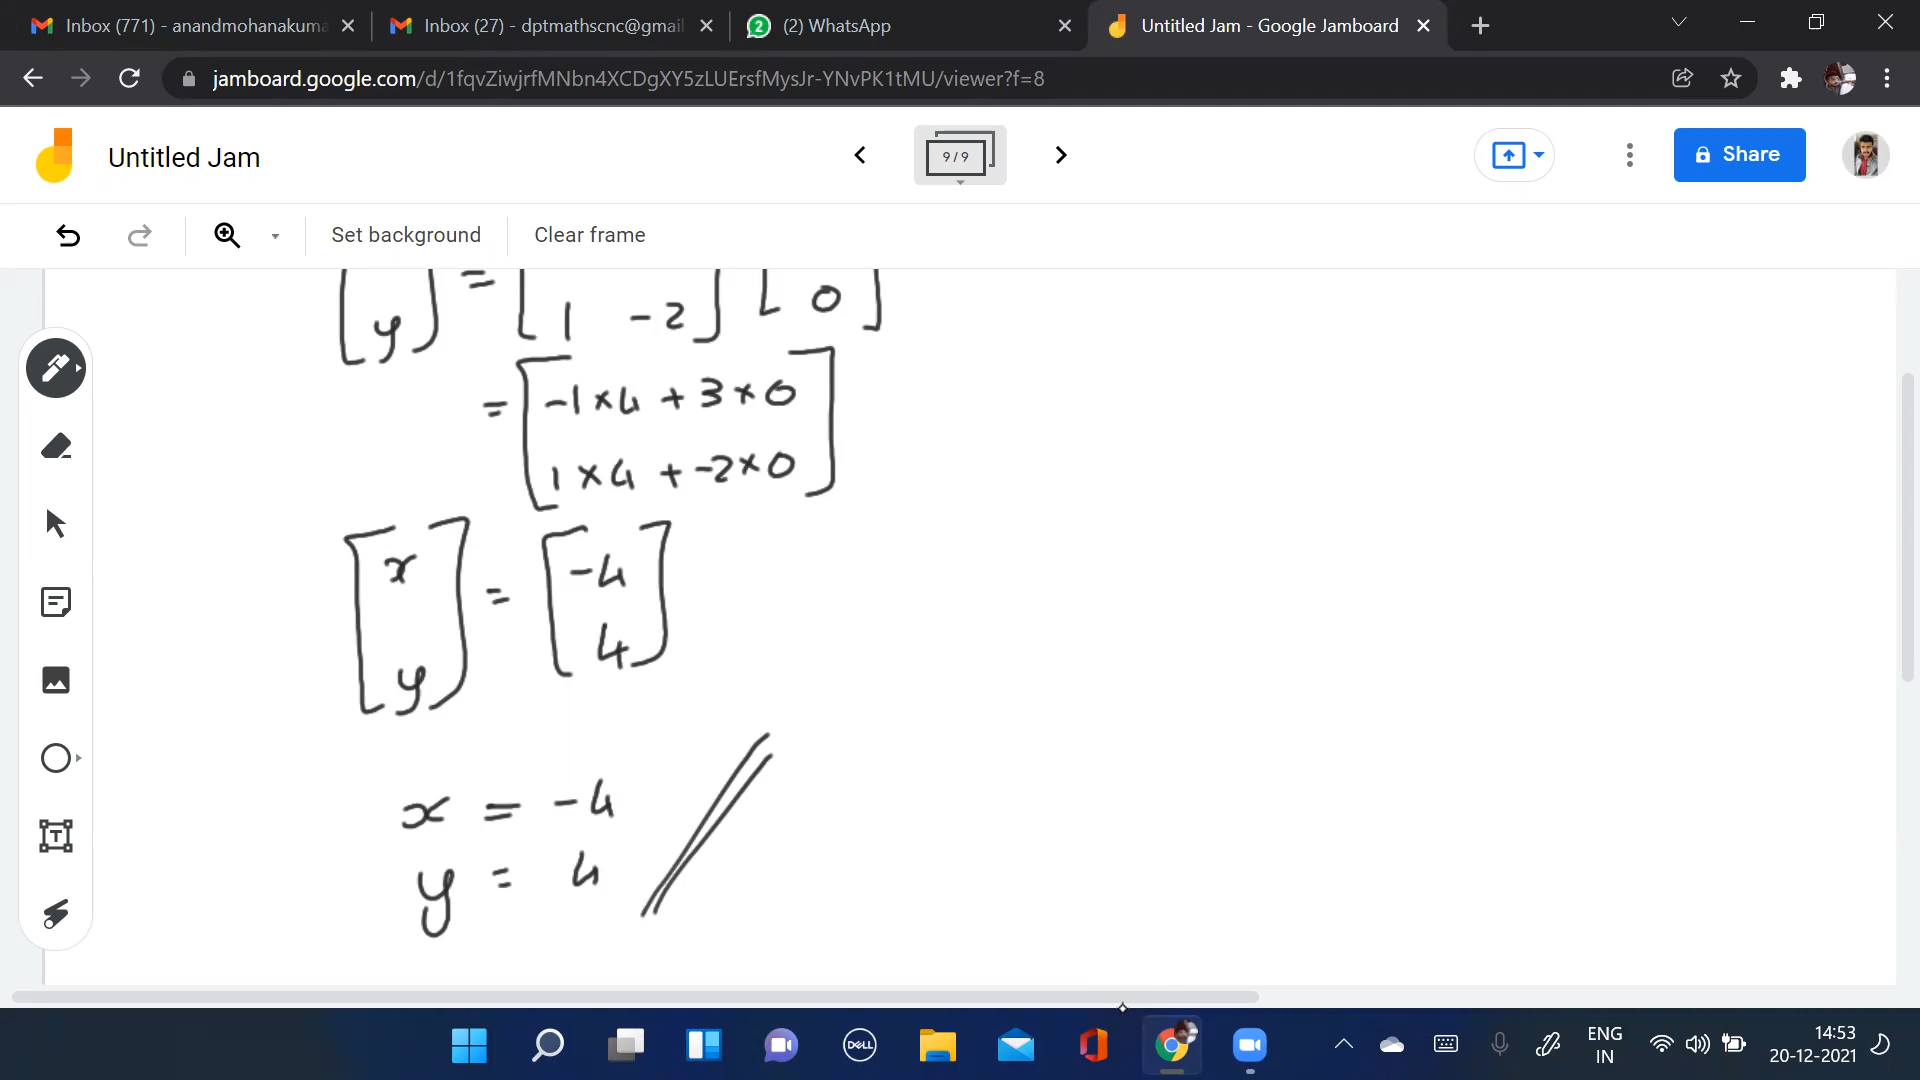 Inbox (771) - anandmohanakuma
Inbox (27) - dptmathscnc@gmail
(2) WhatsApp
Untitled Jam - Google Jamboard
jamboard.google.com/d/1fqvZiwjrfMNbn4XCDgXY5zLUErsfMysJr-YNvPK1tMU/viewer?f=8
Untitled Jam
9 / 9
Share
Set background
Clear frame
[ y ] = [ 1 -2 ] [ 0 ]
= [ -1 × 4 + 3 × 0
1 × 4 + -2 × 0 ]
[ x = [ -4
y ] 4 ]
x = -4
y = 4
DELL
ENG
IN
14:53
20-12-2021